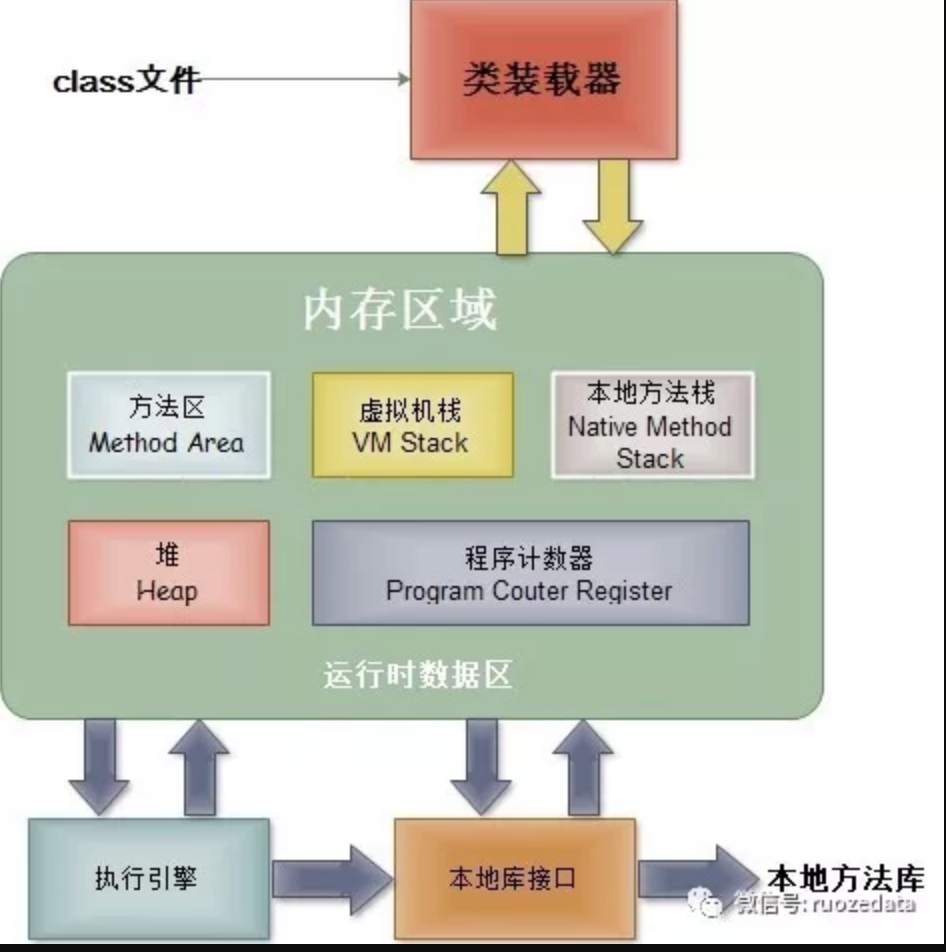 class文件
类装载器
内存区域
方法区
Method Area
虚拟机栈
VM Stack
本地方法栈
Native Method
Stack
堆
Heap
程序计数器
Program Couter Register
运行时数据区
执行引擎
本地库接口
本地方法库
微信号: ruozedata